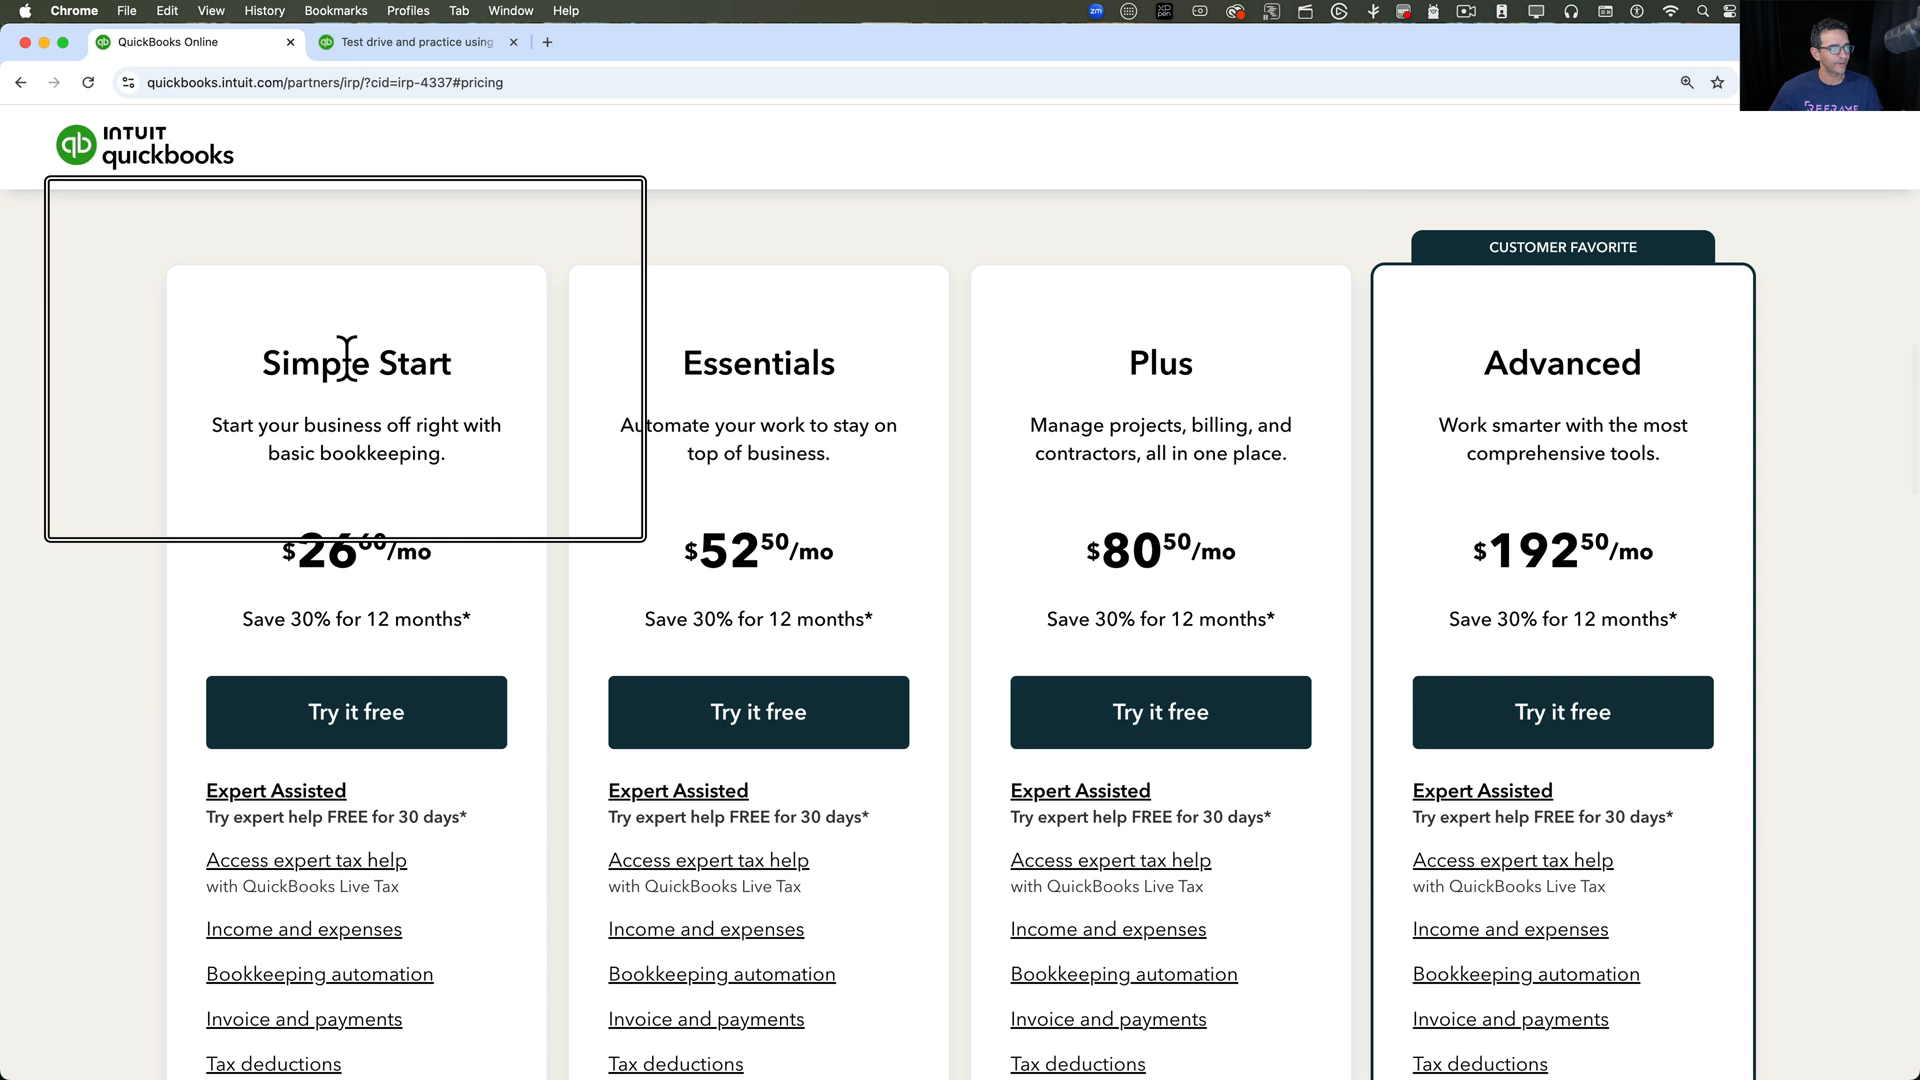 Chrome File Edit View History Bookmarks Profiles Tab Window Help
QuickBooks Online
Test drive and practice using
quickbooks.intuit.com/partners/irp/?cid=irp-4337#pricing
INTUIT
quickbooks
CUSTOMER FAVORITE
Simple Start
Start your business off right with
basic bookkeeping.
$26 60/mo
Save 30% for 12 months*
Try it free
Expert Assisted
Try expert help FREE for 30 days*
Access expert tax help
with QuickBooks Live Tax
Income and expenses
Bookkeeping automation
Invoice and payments
Tax deductions
Essentials
Automate your work to stay on
top of business.
$52 50/mo
Save 30% for 12 months*
Try it free
Expert Assisted
Try expert help FREE for 30 days*
Access expert tax help
with QuickBooks Live Tax
Income and expenses
Bookkeeping automation
Invoice and payments
Tax deductions
Plus
Manage projects, billing, and
contractors, all in one place.
$80 50/mo
Save 30% for 12 months*
Try it free
Expert Assisted
Try expert help FREE for 30 days*
Access expert tax help
with QuickBooks Live Tax
Income and expenses
Bookkeeping automation
Invoice and payments
Tax deductions
Advanced
Work smarter with the most
comprehensive tools.
$192 50/mo
Save 30% for 12 months*
Try it free
Expert Assisted
Try expert help FREE for 30 days*
Access expert tax help
with QuickBooks Live Tax
Income and expenses
Bookkeeping automation
Invoice and payments
Tax deductions